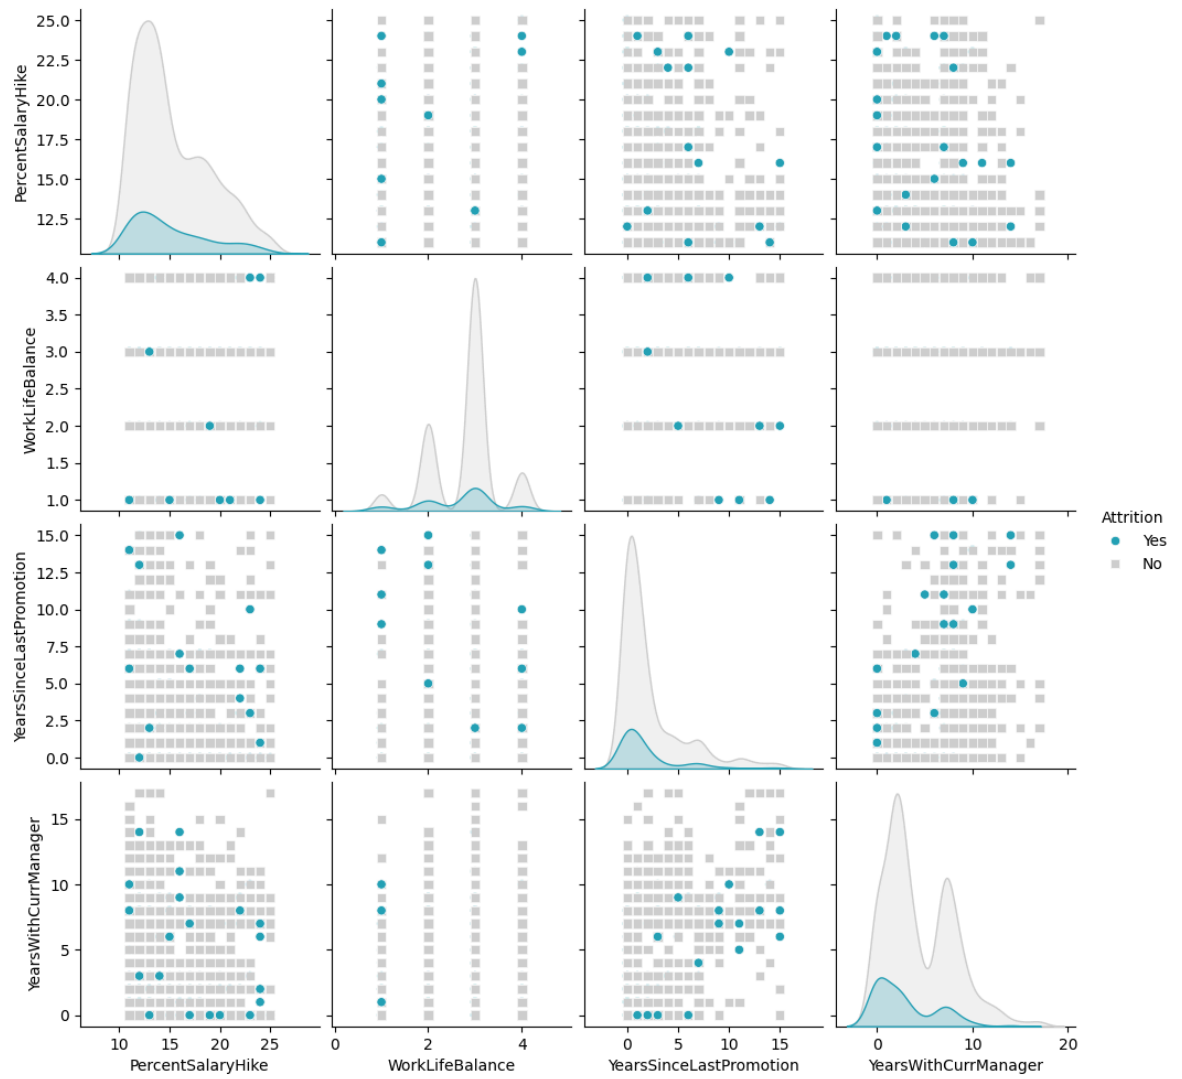 PercentSalaryHike
25.0
22.5
20.0
17.5
15.0
12.5
WorkLifeBalance
4.0
3.5
3.0
2.5
2.0
1.5
1.0
Attrition
Yes
No
YearsSinceLastPromotion
15.0
12.5
10.0
7.5
5.0
2.5
0.0
YearsWithCurrManager
15
10
5
0
10 15 20 25
0 2 4
0 5 10 15
0 10 20
PercentSalaryHike
WorkLifeBalance
YearsSinceLastPromotion
YearsWithCurrManager